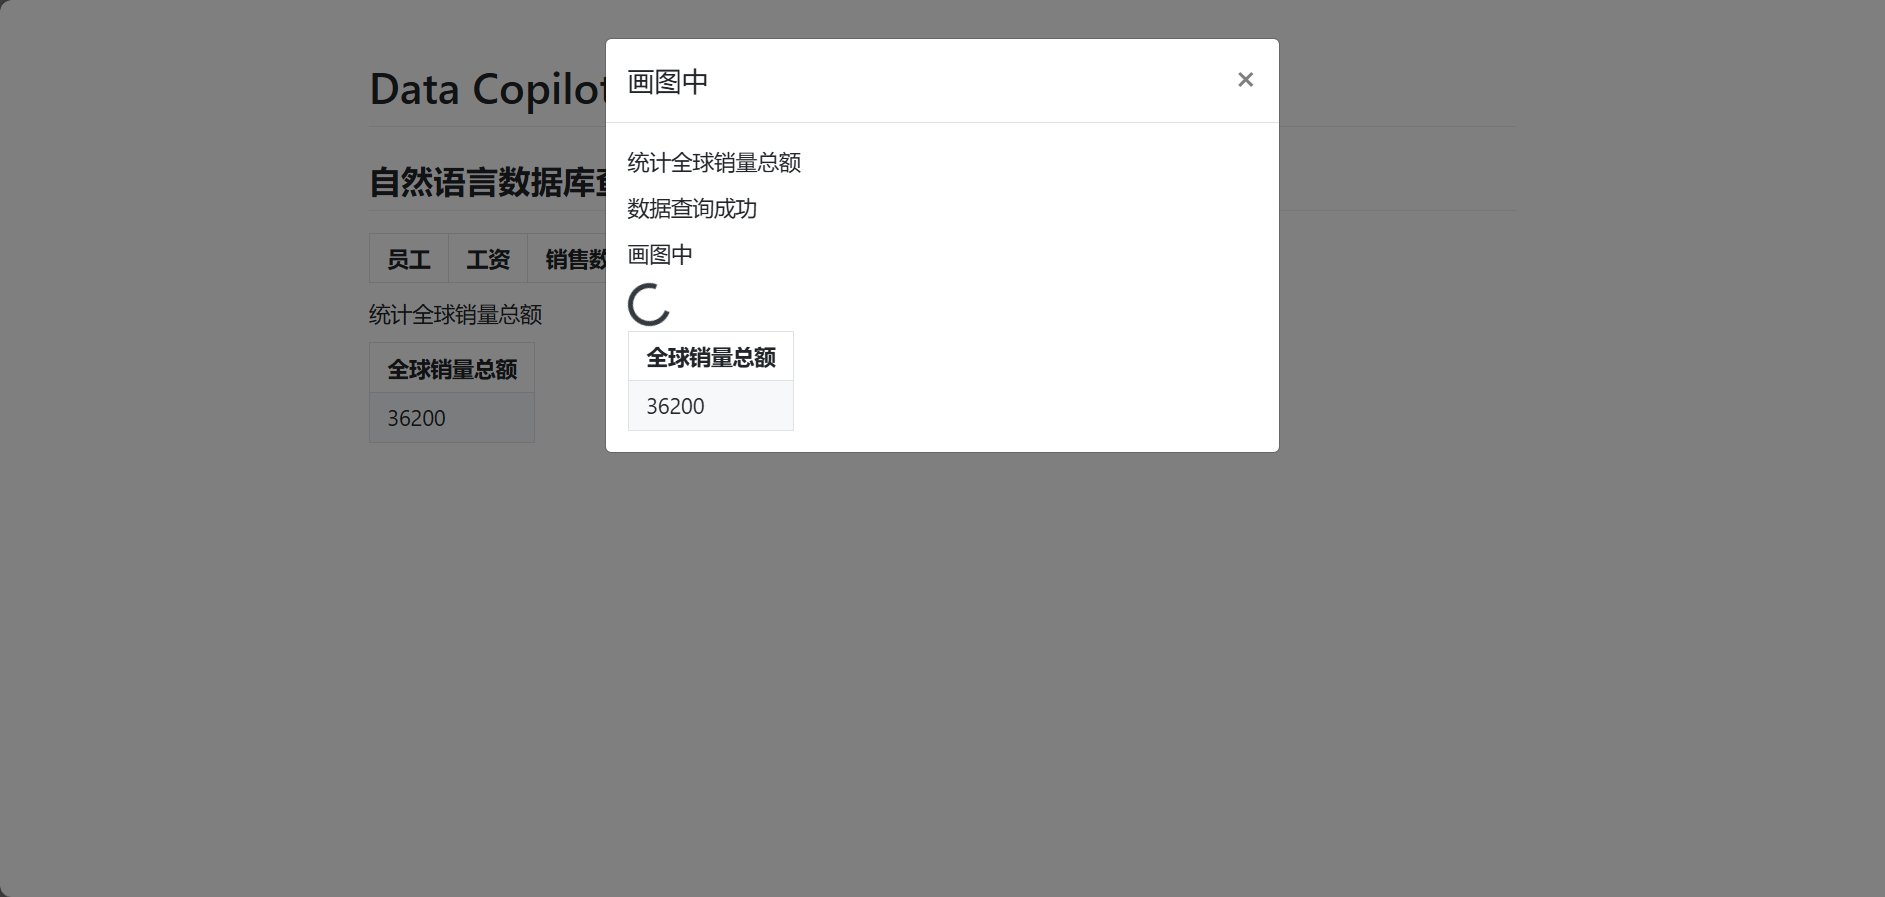 Data Copilot
自然语言数据库
员工 工资 销售数
统计全球销量总额
全球销量总额
36200
画图中
×
统计全球销量总额
数据查询成功
画图中
全球销量总额
36200